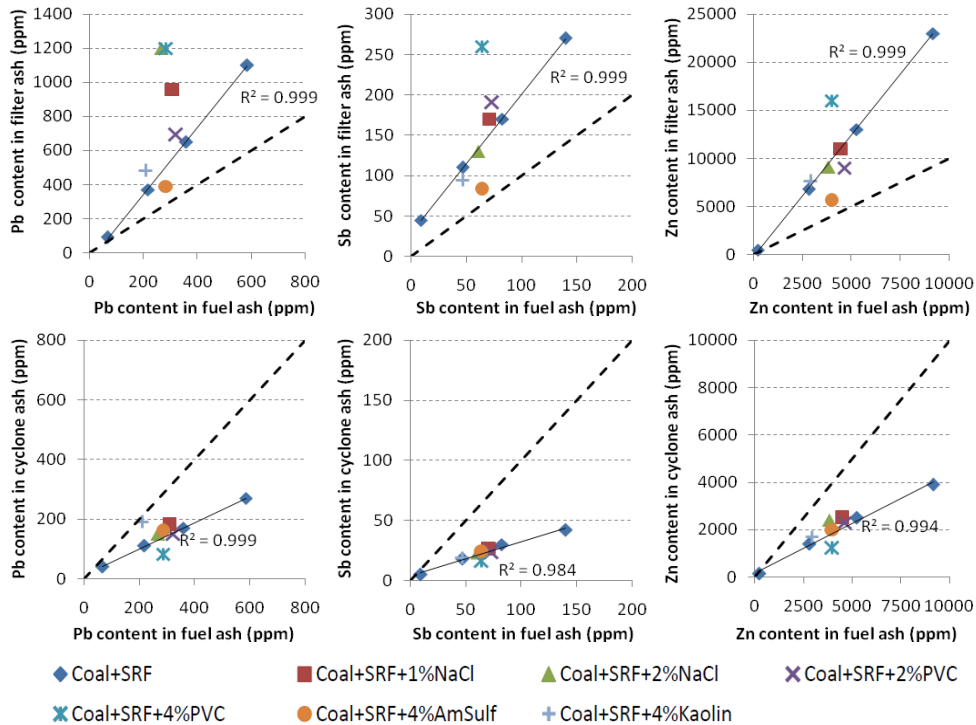 Pb content in filter ash (ppm)
1400
1200
1000
800
600
400
200
0
R² = 0.999
0 200 400 600 800
Pb content in fuel ash (ppm)
Sb content in filter ash (ppm)
300
250
200
150
100
50
0
R² = 0.999
0 50 100 150 200
Sb content in fuel ash (ppm)
Zn content in filter ash (ppm)
25000
20000
15000
10000
5000
0
R² = 0.999
0 2500 5000 7500 10000
Zn content in fuel ash (ppm)
Pb content in cyclone ash (ppm)
800
600
400
200
0
R² = 0.999
0 200 400 600 800
Pb content in fuel ash (ppm)
Sb content in cyclone ash (ppm)
200
150
100
50
0
R² = 0.984
0 50 100 150 200
Sb content in fuel ash (ppm)
Zn content in cyclone ash (ppm)
10000
8000
6000
4000
2000
0
R² = 0.994
0 2500 5000 7500 10000
Zn content in fuel ash (ppm)
Coal+SRF
Coal+SRF+1%NaCl
Coal+SRF+2%NaCl
Coal+SRF+2%PVC
Coal+SRF+4%PVC
Coal+SRF+4%AmSulf
Coal+SRF+4%Kaolin